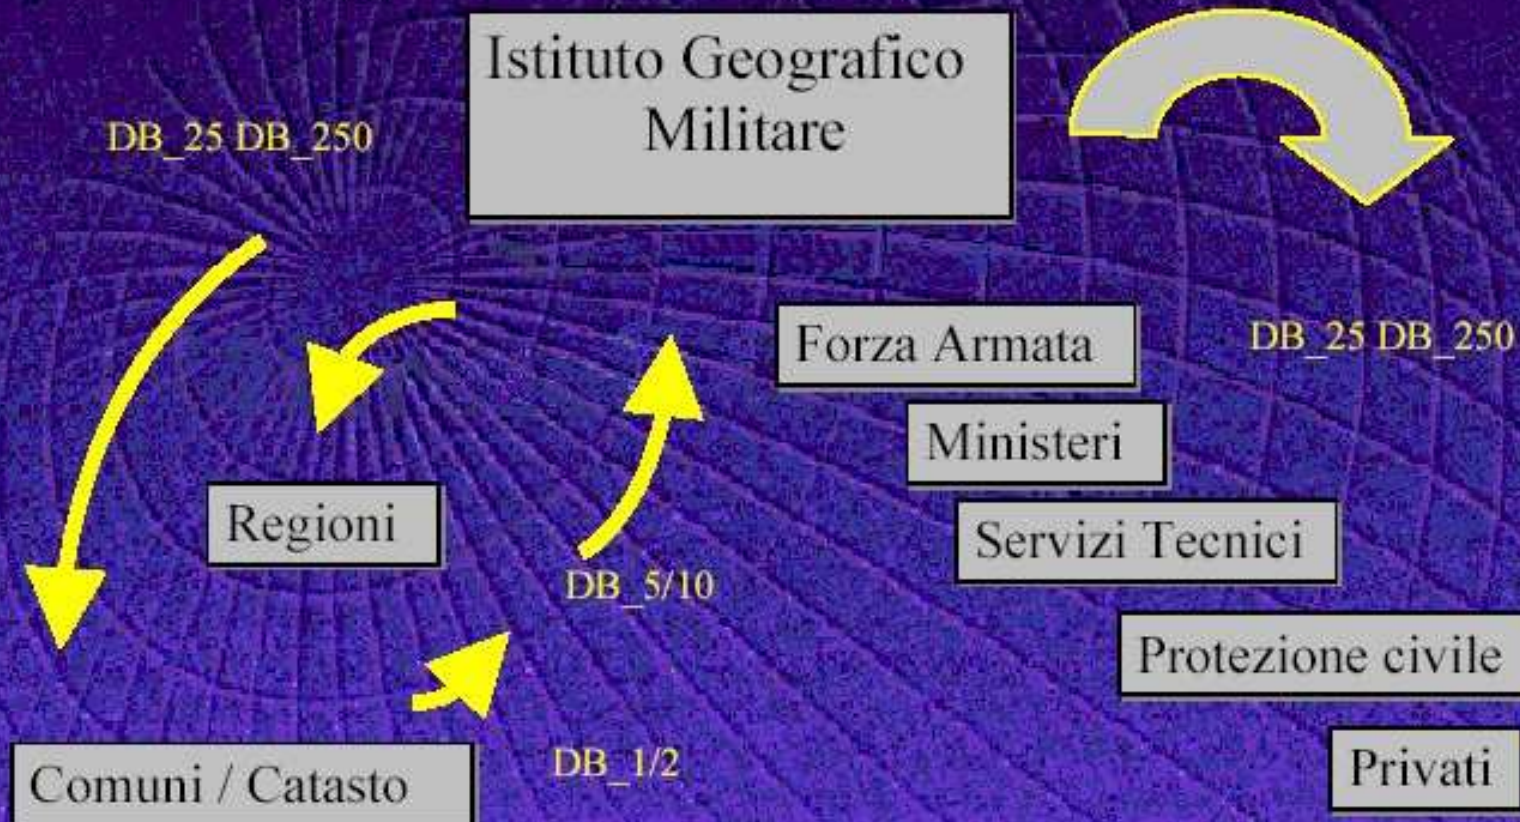 Istituto Geografico
Militare
DB_25 DB_250
Forza Armata
DB_25 DB_250
Ministeri
Regioni
Servizi Tecnici
DB_5/10
Protezione civile
DB_1/2
Privati
Comuni / Catasto